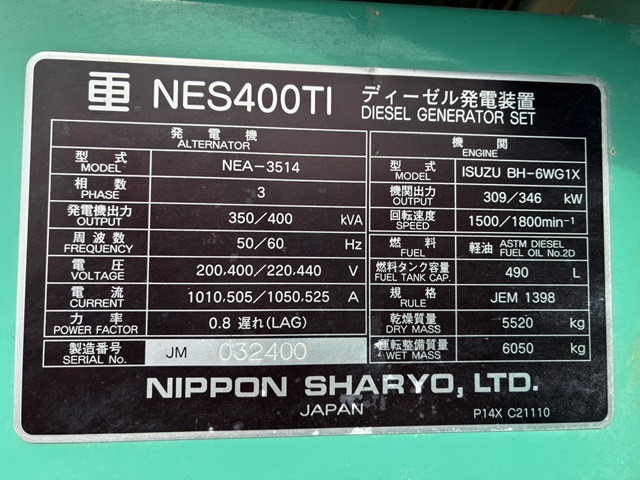 NES400TI ディーゼル発電装置
DIESEL GENERATOR SET
発電機
ALTERNATOR
型式 NEA-3514
MODEL
相数 3
PHASE
発電機出力 350/400 kVA
OUTPUT
周波数 50/60 Hz
FREQUENCY
電圧 200,400/220,440 V
VOLTAGE
電流 1010,505/1050,525 A
CURRENT
力率 0.8 遅れ(LAG)
POWER FACTOR
製造番号 JM 032400
SERIAL No.
機関
ENGINE
型式 ISUZU BH-6WG1X
MODEL
機関出力 309/346 kW
OUTPUT
回転速度 1500/1800min⁻¹
SPEED
燃料 軽油 ASTM DIESEL
FUEL FUEL OIL No.2D
燃料タンク容量 490 L
FUEL TANK CAP.
規格 JEM 1398
RULE
乾燥質量 5520 kg
DRY MASS
運転整備質量 6050 kg
WET MASS
NIPPON SHARYO, LTD.
JAPAN
P14X C21110